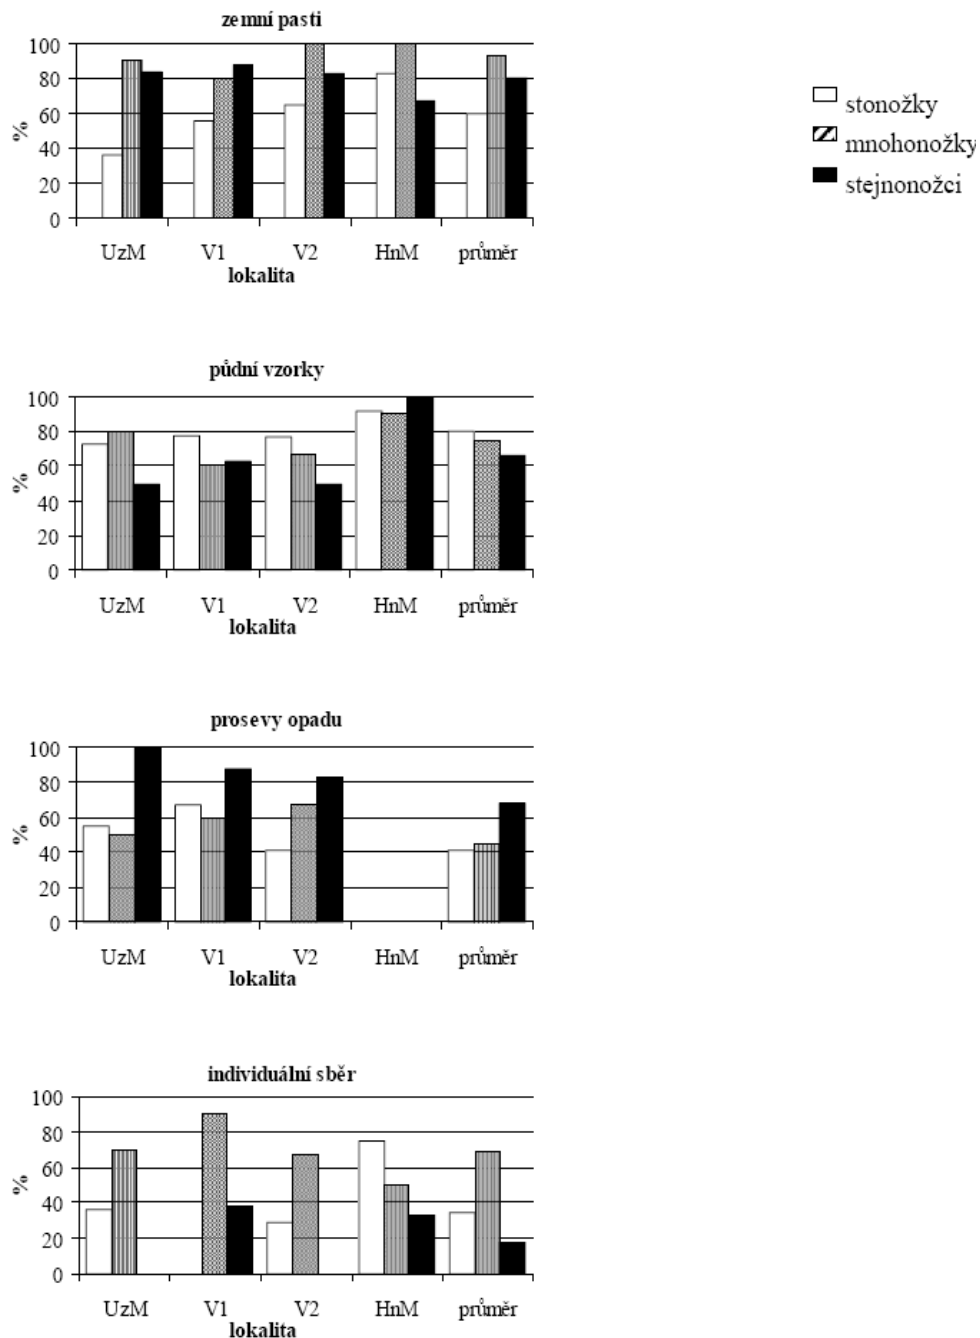 zemní pasti
100
80
60
40
20
0
%
UzM V1 V2 HnM průměr
lokalita
stonožky
mnohonožky
stejnonožci
půdní vzorky
100
80
60
40
20
0
%
UzM V1 V2 HnM průměr
lokalita
prosevy opadu
100
80
60
40
20
0
%
UzM V1 V2 HnM průměr
lokalita
individuální sběr
100
80
60
40
20
0
%
UzM V1 V2 HnM průměr
lokalita